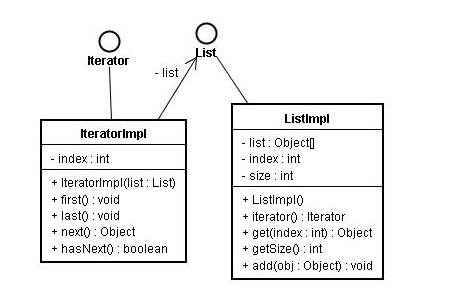 Iterator
List
- list
IteratorImpl
- index : int
+ IteratorImpl(list : List)
+ first() : void
+ last() : void
+ next() : Object
+ hasNext() : boolean
ListImpl
- list : Object[]
- index : int
- size : int
+ ListImpl()
+ iterator() : Iterator
+ get(index : int) : Object
+ getSize() : int
+ add(obj : Object) : void